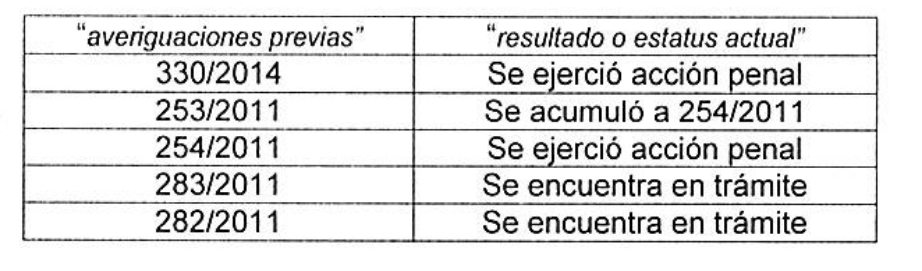 “averiguaciones previas” “resultado o estatus actual”
330/2014 Se ejerció acción penal
253/2011 Se acumuló a 254/2011
254/2011 Se ejerció acción penal
283/2011 Se encuentra en trámite
282/2011 Se encuentra en trámite